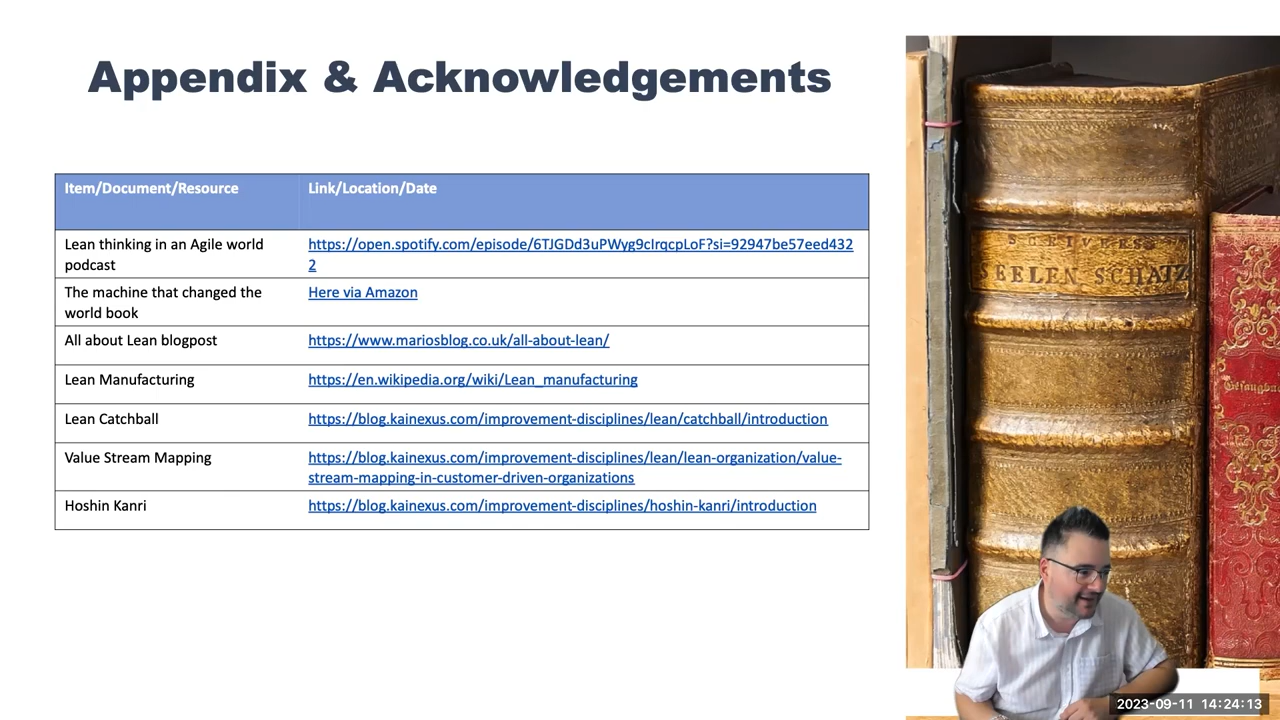 Appendix & Acknowledgements
Item/Document/Resource
Link/Location/Date
Lean thinking in an Agile world
podcast
https://open.spotify.com/episode/6TJGDd3uPWyg9cIrqcpLoF?si=92947be57eed432
2
The machine that changed the
world book
Here via Amazon
All about Lean blogpost
https://www.mariosblog.co.uk/all-about-lean/
Lean Manufacturing
https://en.wikipedia.org/wiki/Lean_manufacturing
Lean Catchball
https://blog.kainexus.com/improvement-disciplines/lean/catchball/introduction
Value Stream Mapping
https://blog.kainexus.com/improvement-disciplines/lean/lean-organization/value-
stream-mapping-in-customer-driven-organizations
Hoshin Kanri
https://blog.kainexus.com/improvement-disciplines/hoshin-kanri/introduction
SEELEN SCHATZ
2023-09-11 14:24:13